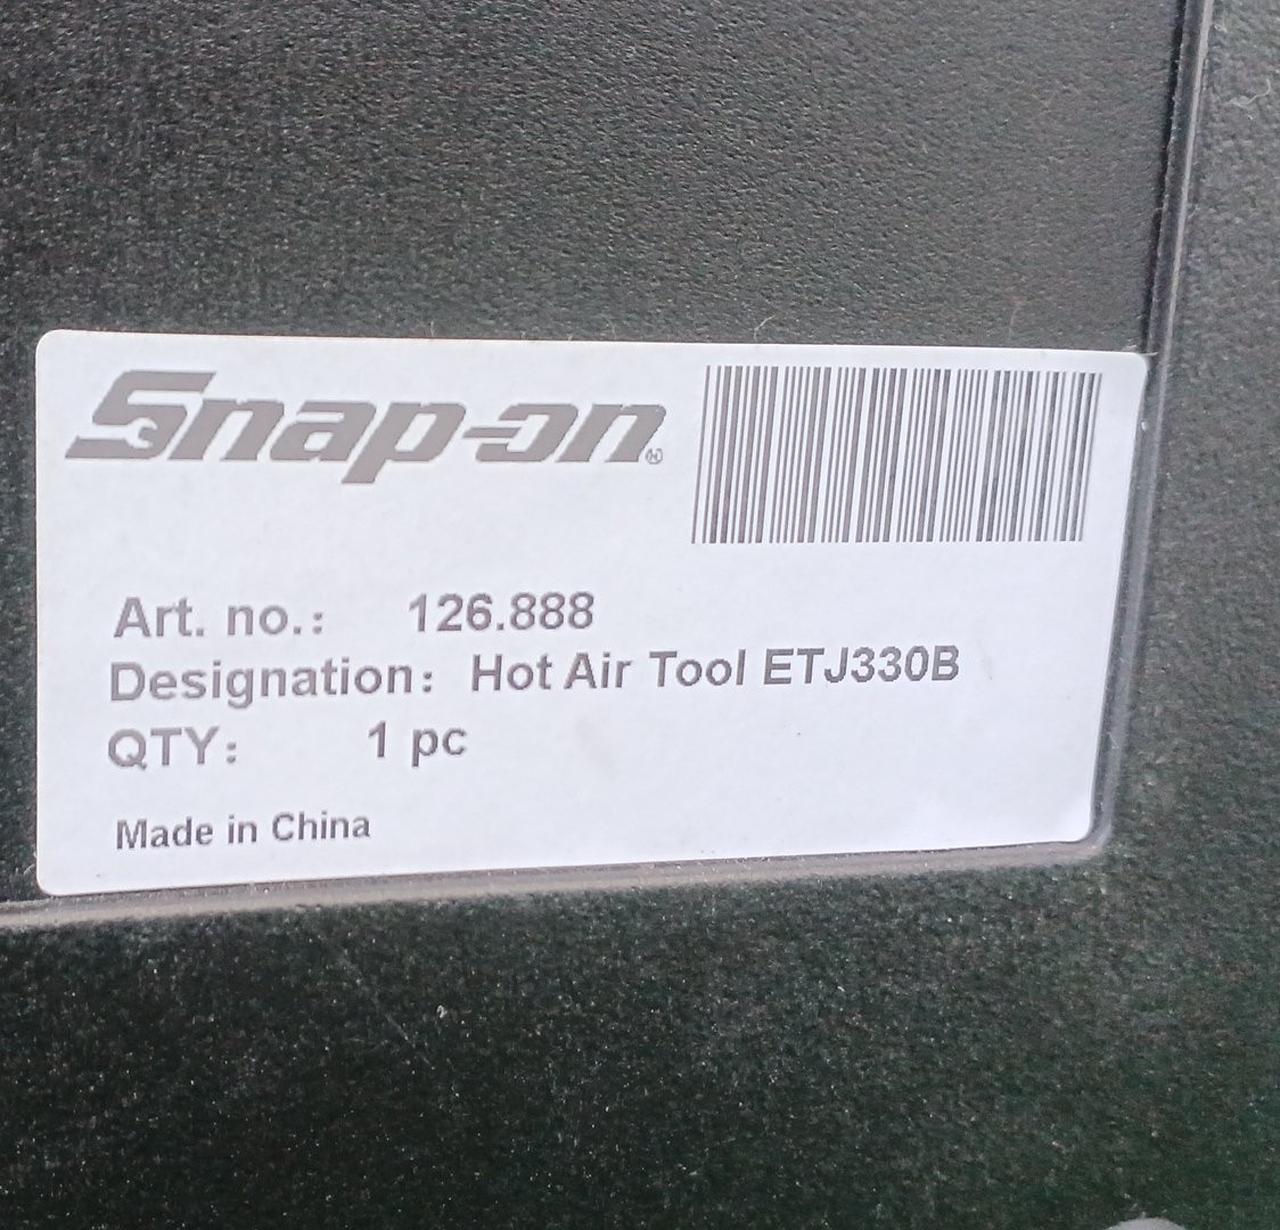 Snap-on®
Art. no.: 126.888
Designation: Hot Air Tool ETJ330B
QTY: 1 pc
Made in China